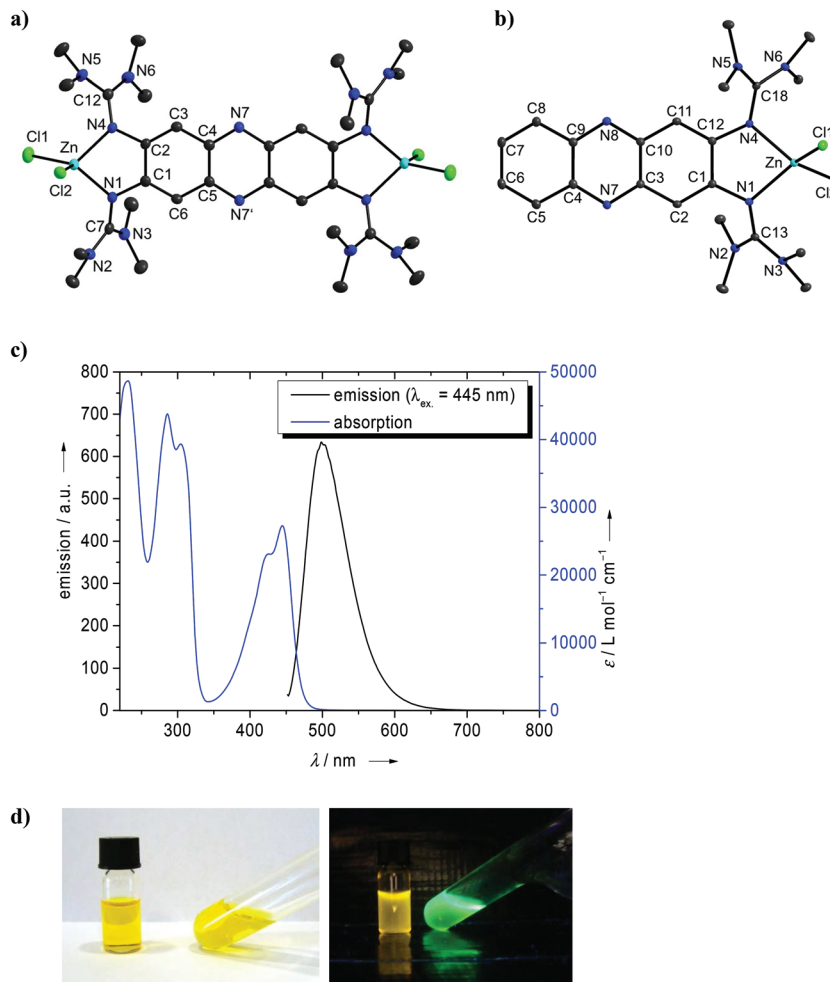 a)
N5
N6
C12
N4
C3
N7
Cl1
Zn
C2
C4
Cl2
N1
C1
C5
C6
N7'
C7
N3
N2
b)
N5
N6
C18
C8
N8
C11
C9
C12
N4
Cl1
C7
C10
Zn
C6
C3
C1
N1
Cl2
C4
N7
C2
C5
C13
N2
N3
c)
emission (λex. = 445 nm)
absorption
800
700
600
500
400
300
200
100
0
emission / a.u.
50000
40000
30000
20000
10000
0
ε / L mol⁻¹ cm⁻¹
300 400 500 600 700 800
λ / nm
d)